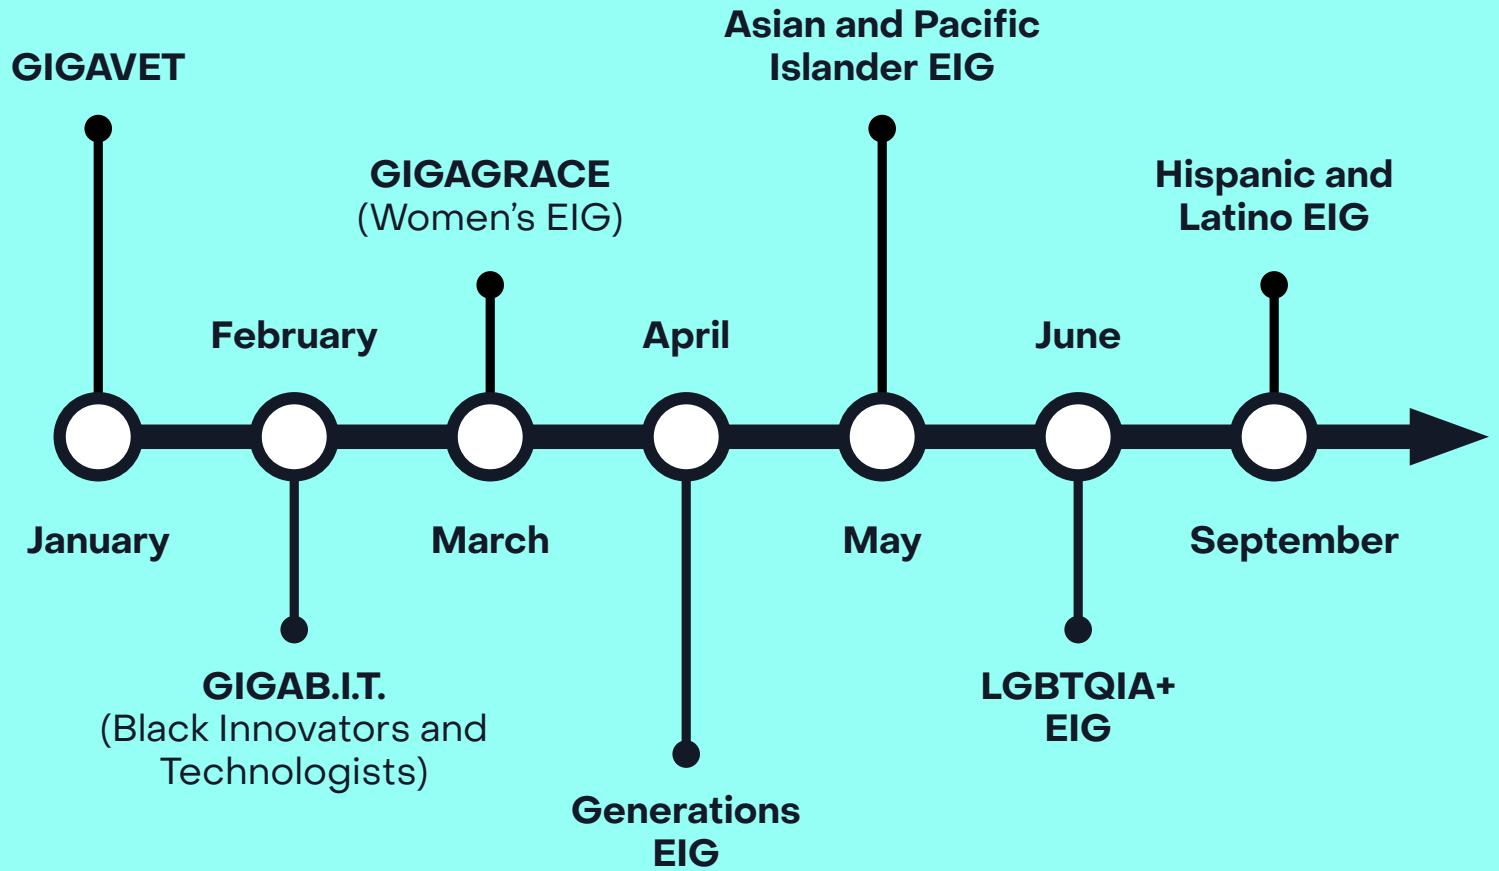 GIGAVET
January
February
GIGAB.I.T.
(Black Innovators and
Technologists)
GIGAGRACE
(Women’s EIG)
March
April
Generations
EIG
Asian and Pacific
Islander EIG
May
June
LGBTQIA+
EIG
Hispanic and
Latino EIG
September